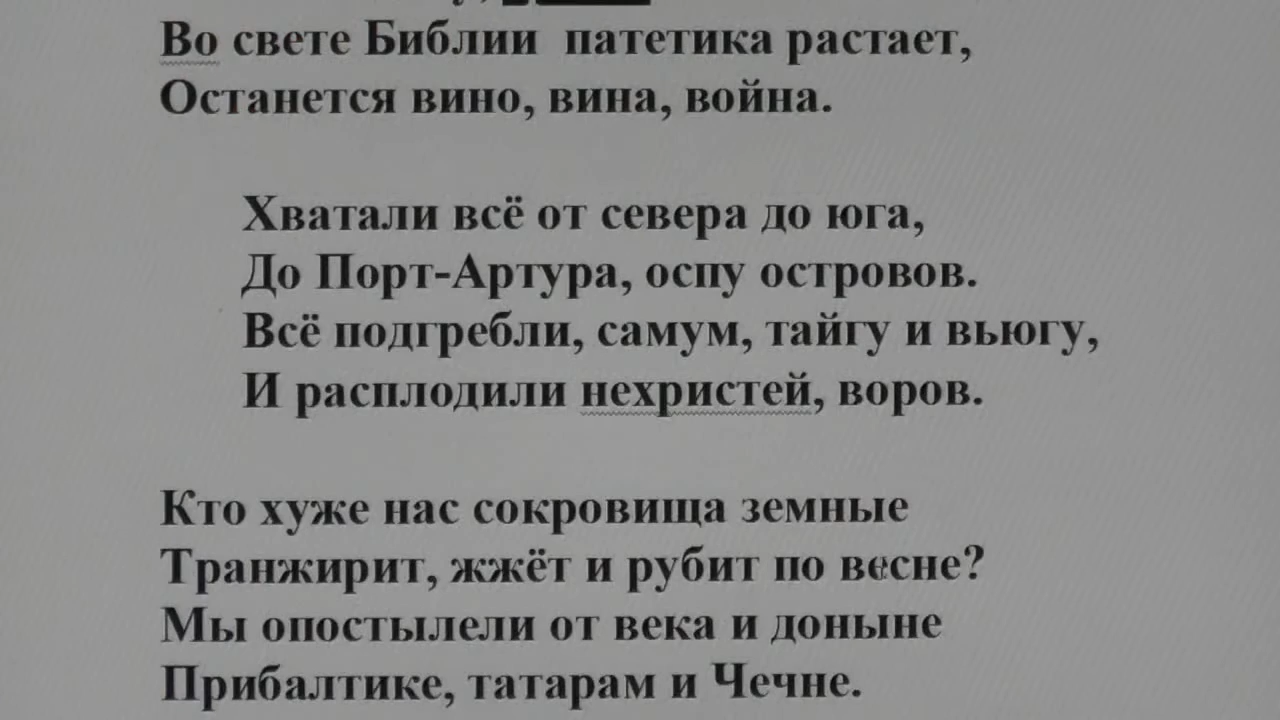 Во свете Библии патетика растает,
Останется вино, вина, война.
Хватали всё от севера до юга,
До Порт-Артура, оспу островов.
Всё подгребли, самум, тайгу и вьюгу,
И расплодили нехристей, воров.
Кто хуже нас сокровища земные
Транжирит, жжёт и рубит по весне?
Мы опостылели от века и доныне
Прибалтике, татарам и Чечне.